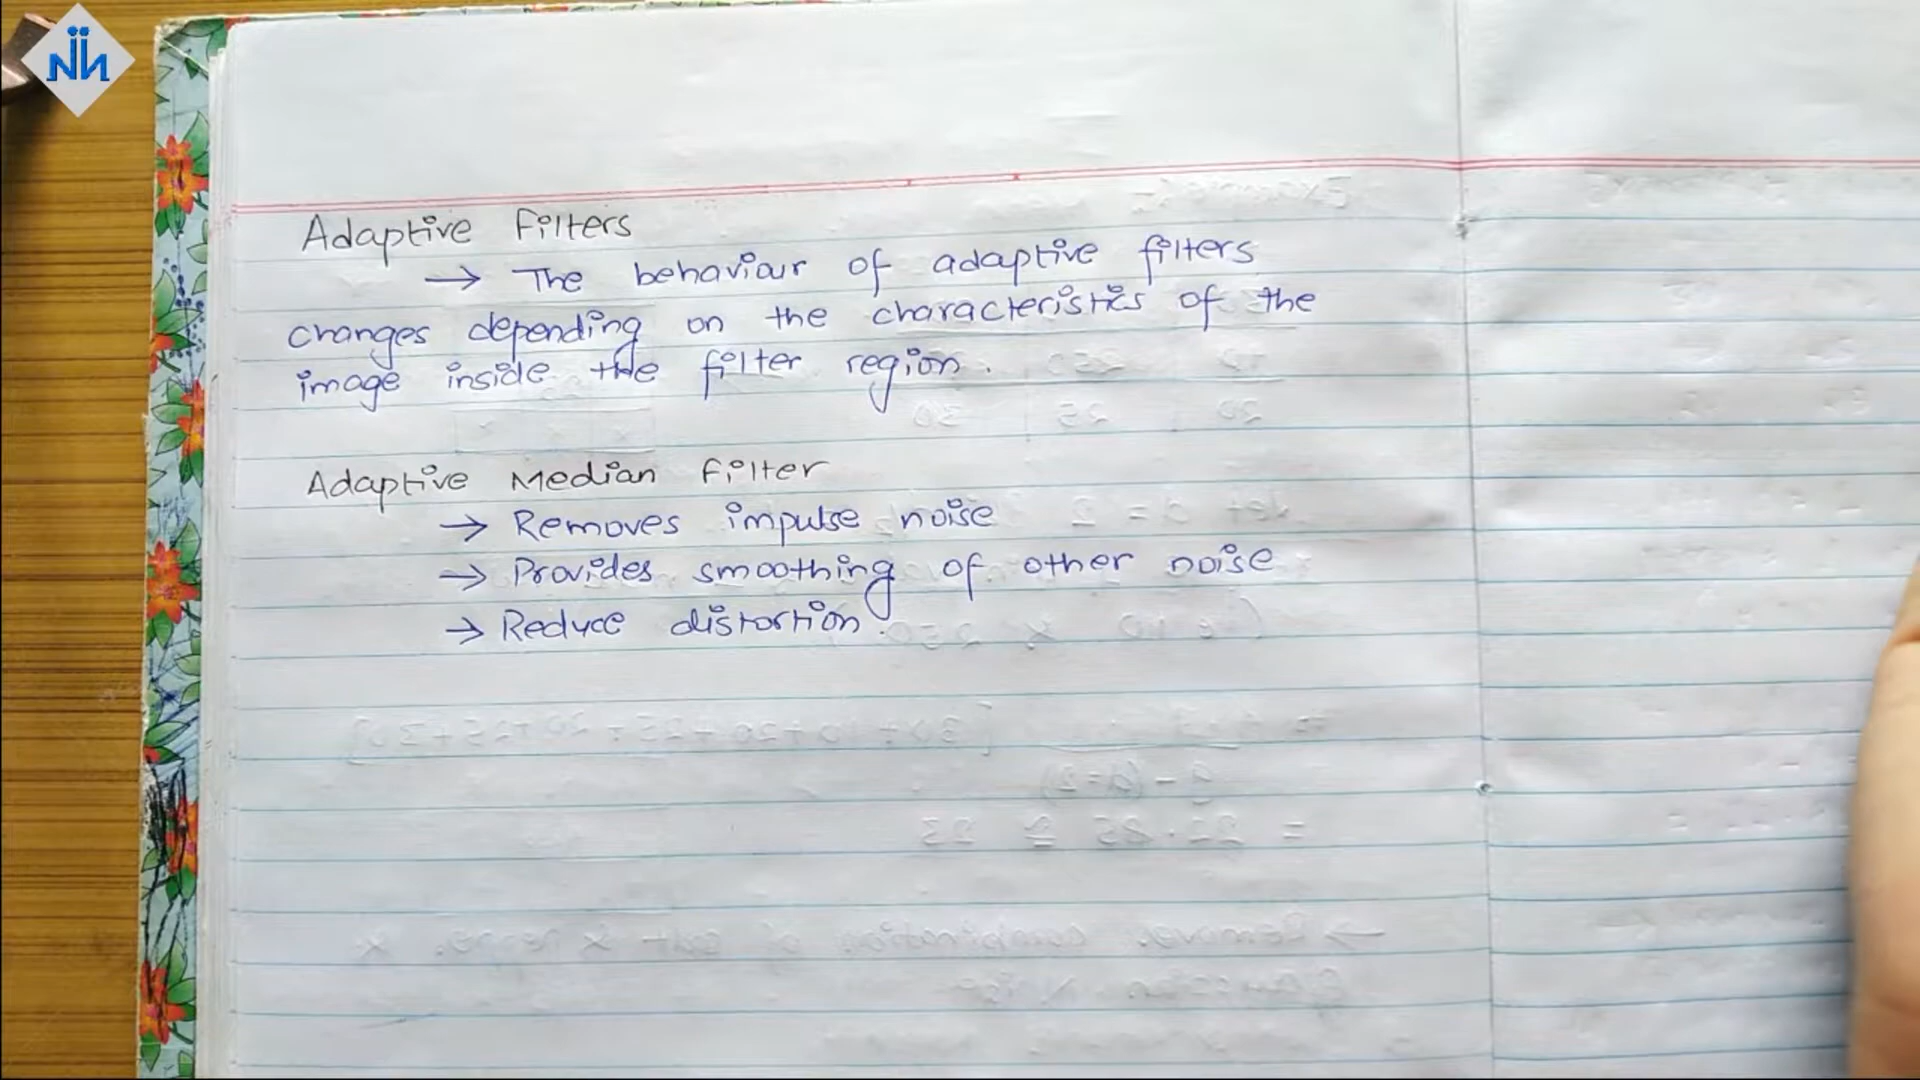 Adaptive Filters
→ The behaviour of adaptive filters
changes depending on the characteristics of the
image inside the filter region.
Adaptive Median Filter
→ Removes impulse noise
→ Provides smoothing of other noise
→ Reduce distortion.